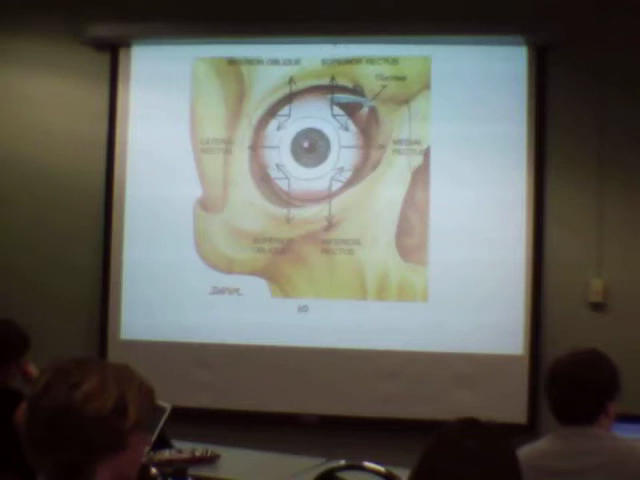 INFERIOR OBLIQUE SUPERIOR RECTUS
LATERAL
RECTUS
MEDIAL
RECTUS
SUPERIOR
OBLIQUE
INFERIOR
RECTUS